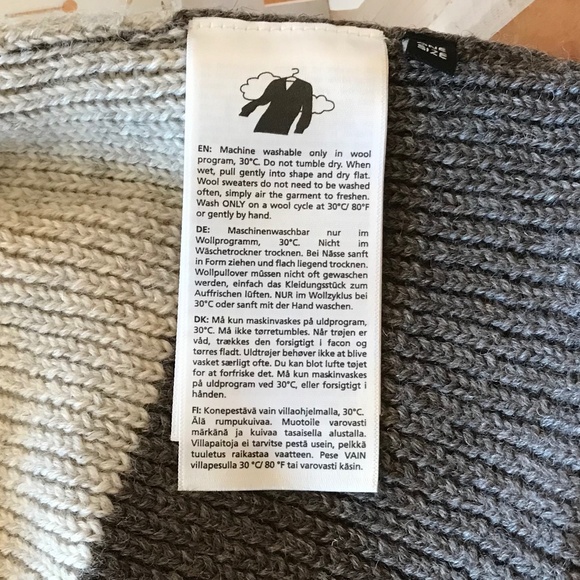 ONE
SIZE
EN: Machine washable only in wool
program, 30°C. Do not tumble dry. When
wet, pull gently into shape and dry flat.
Wool sweaters do not need to be washed
often, simply air the garment to freshen.
Wash ONLY on a wool cycle at 30°C/ 80°F
or gently by hand.
DE: Maschinenwaschbar nur im
Wollprogramm, 30°C. Nicht im
Wäschetrockner trocknen. Bei Nässe sanft
in Form ziehen und flach liegend trocknen.
Wollpullover müssen nicht oft gewaschen
werden, einfach das Kleidungsstück zum
Auffrischen lüften. NUR im Wollzyklus bei
30°C oder sanft mit der Hand waschen.
DK: Må kun maskinvaskes på uldprogram,
30°C. Må ikke tørretumbles. Når trøjen er
våd, trækkes den forsigtigt i facon og
tørres fladt. Uldtrøjer behøver ikke at blive
vasket særligt ofte. Du kan blot lufte tøjet
for at forfriske det. Må kun maskinvaskes
på uldprogram ved 30°C, eller forsigtigt i
hånden.
FI: Konepestävä vain villaohjelmalla, 30°C.
Älä rumpukuivaa. Muotoile varovasti
märkänä ja kuivaa tasaisella alustalla.
Villapaitoja ei tarvitse pestä usein, pelkkä
tuuletus raikastaa vaatteen. Pese VAIN
villapesulla 30 °C/ 80 °F tai varovasti käsin.